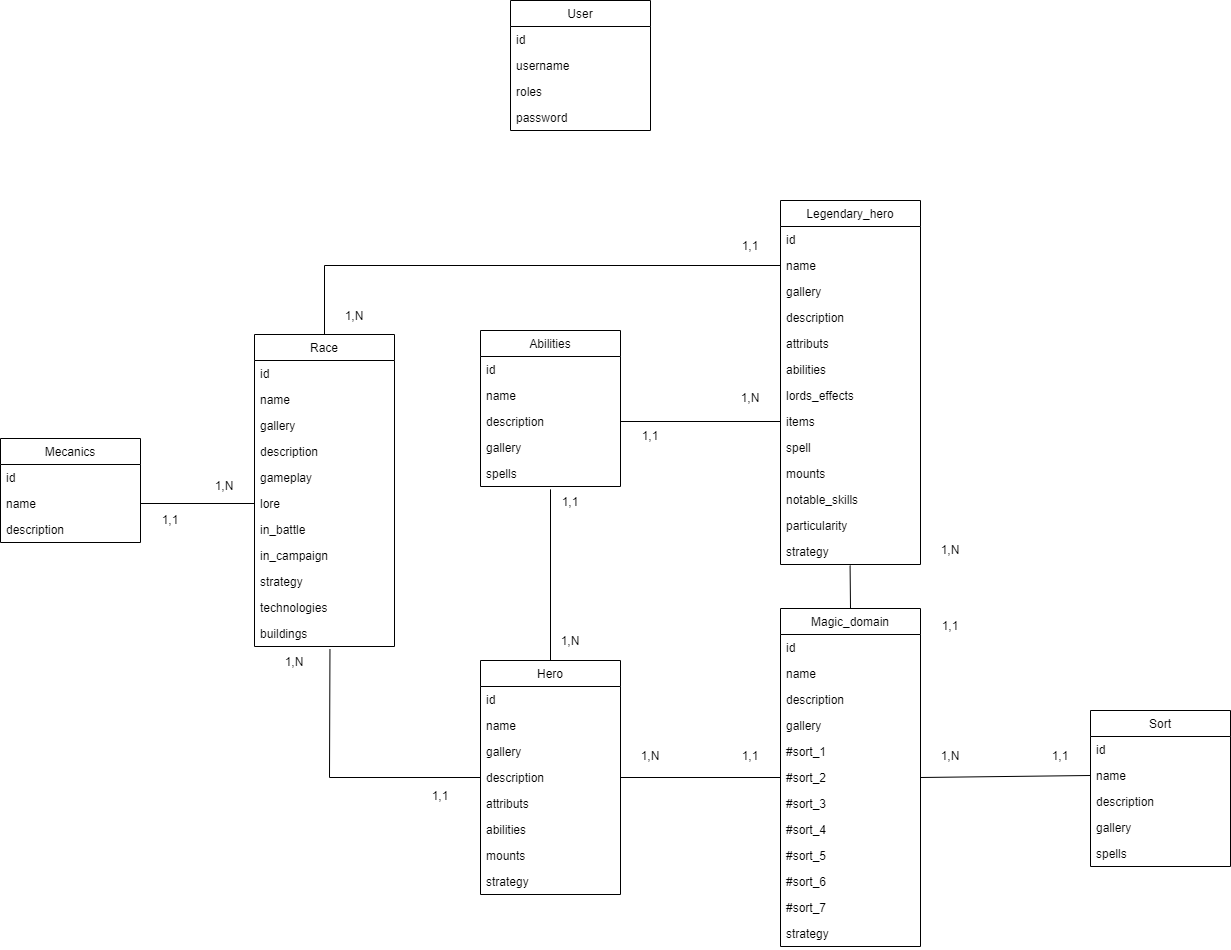 User
id
username
roles
password
Legendary_hero
id
name
gallery
description
attributs
abilities
lords_effects
items
spell
mounts
notable_skills
particularity
strategy
1,1
1,N
Race
id
name
gallery
description
gameplay
lore
in_battle
in_campaign
strategy
technologies
buildings
Abilities
id
name
description
gallery
spells
1,N
1,1
Mecanics
id
name
description
1,N
1,1
1,1
1,N
1,N
1,1
1,N
1,1
Hero
id
name
gallery
description
attributs
abilities
mounts
strategy
1,N
1,1
Magic_domain
id
name
description
gallery
#sort_1
#sort_2
#sort_3
#sort_4
#sort_5
#sort_6
#sort_7
strategy
1,N
1,1
Sort
id
name
description
gallery
spells